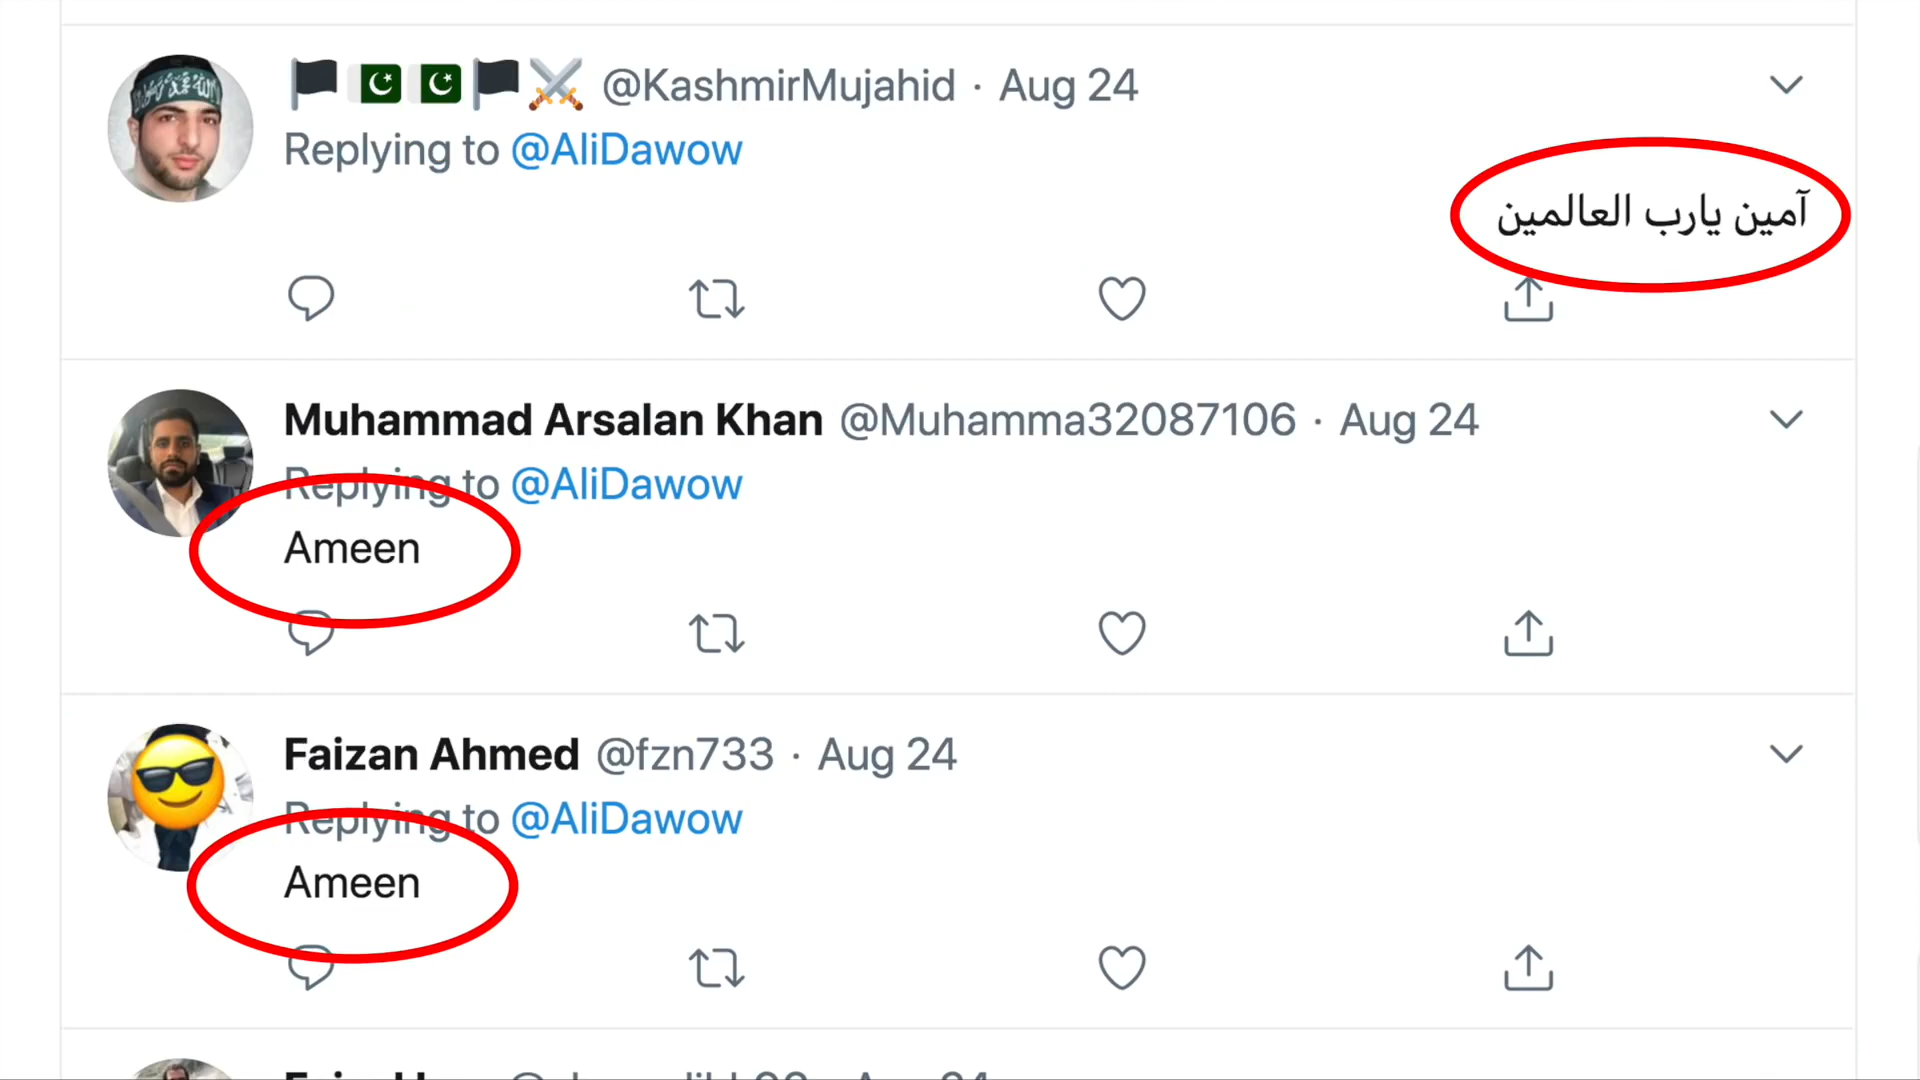 @KashmirMujahid · Aug 24
Replying to @AliDawow
آمين يارب العالمين
Muhammad Arsalan Khan @Muhamma32087106 · Aug 24
Replying to @AliDawow
Ameen
Faizan Ahmed @fzn733 · Aug 24
Replying to @AliDawow
Ameen